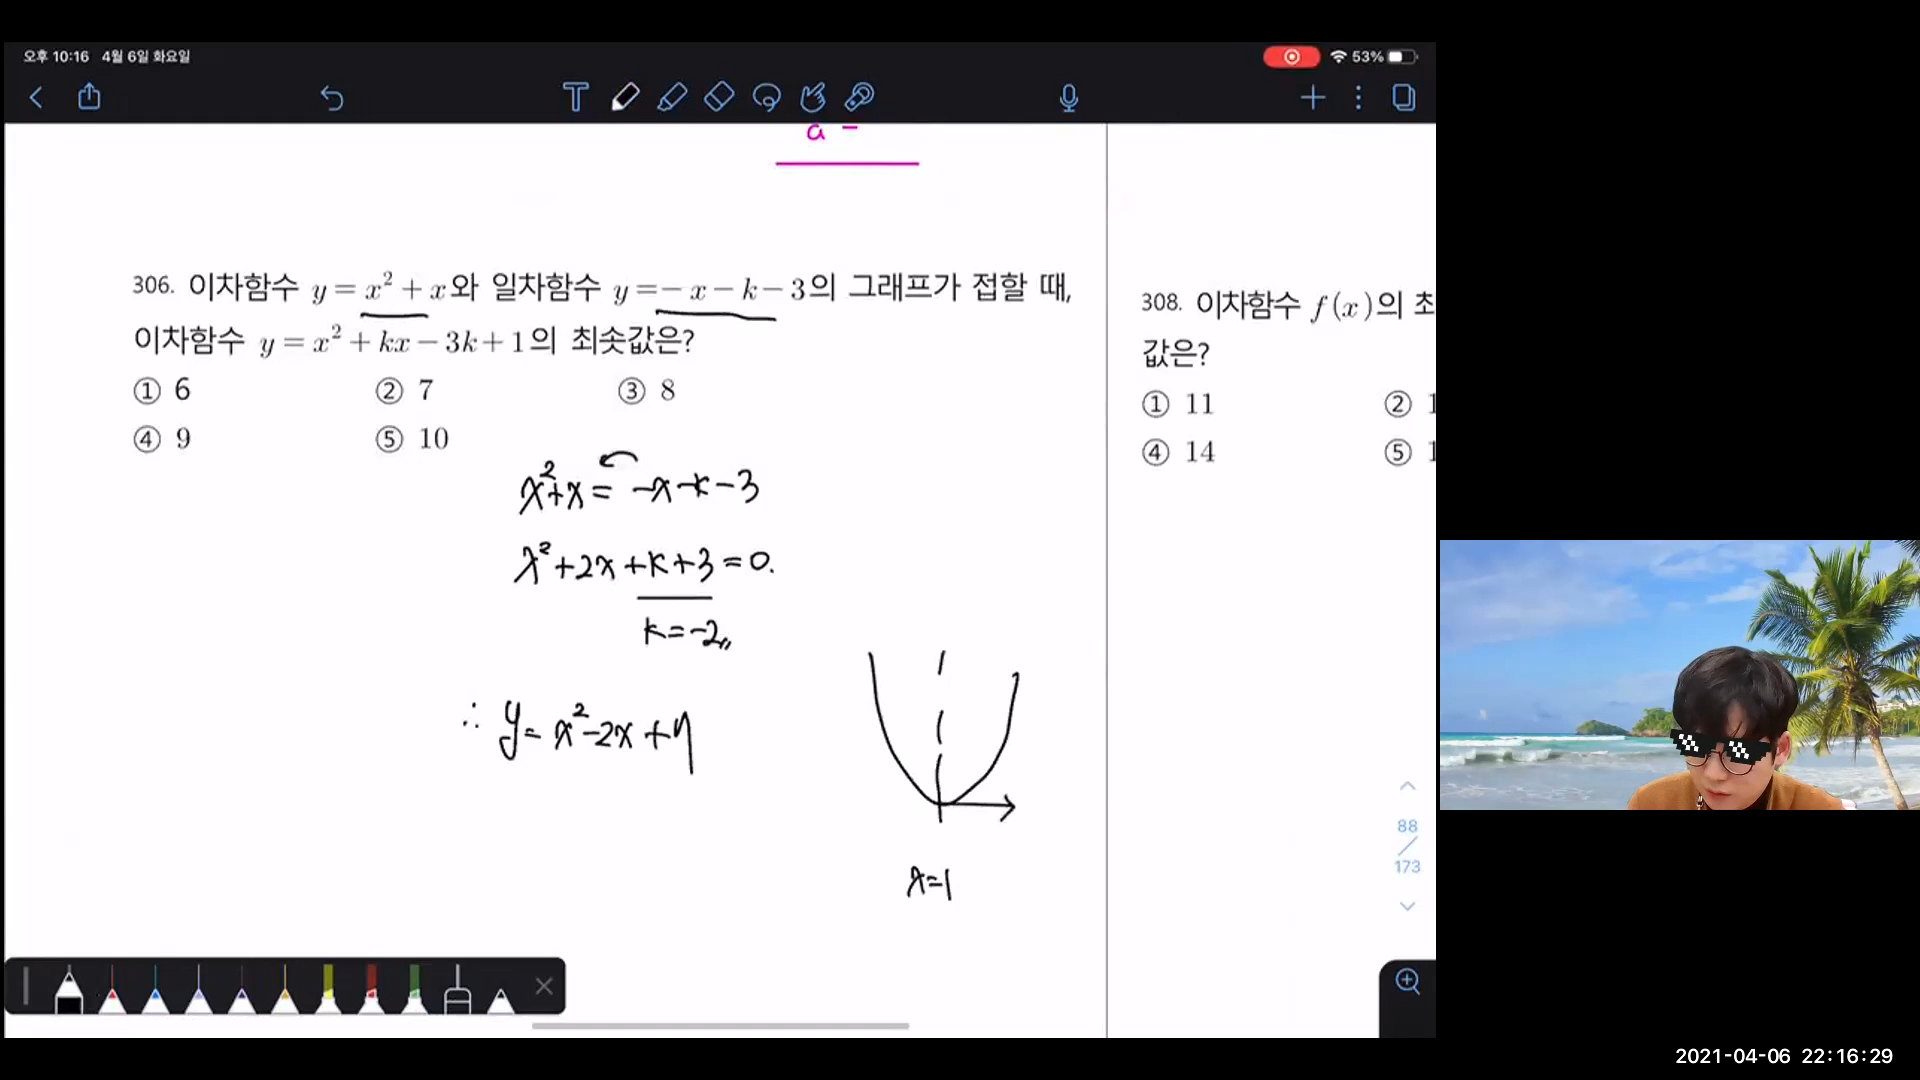 오후 10:16 4월 6일 화요일
53%
T
a =
306. 이차함수 y = x² + x와 일차함수 y = − x − k − 3의 그래프가 접할 때,
이차함수 y = x² + kx − 3k + 1의 최솟값은?
① 6 ② 7 ③ 8
④ 9 ⑤ 10
x²+x = -x-k-3
x²+2x+k+3=0.
k=-2
∴ y= x²-2x+7
x=1
308. 이차함수 f(x)의 최
값은?
① 11 ② 1
④ 14 ⑤ 1
88
/
173
2021-04-06 22:16:29